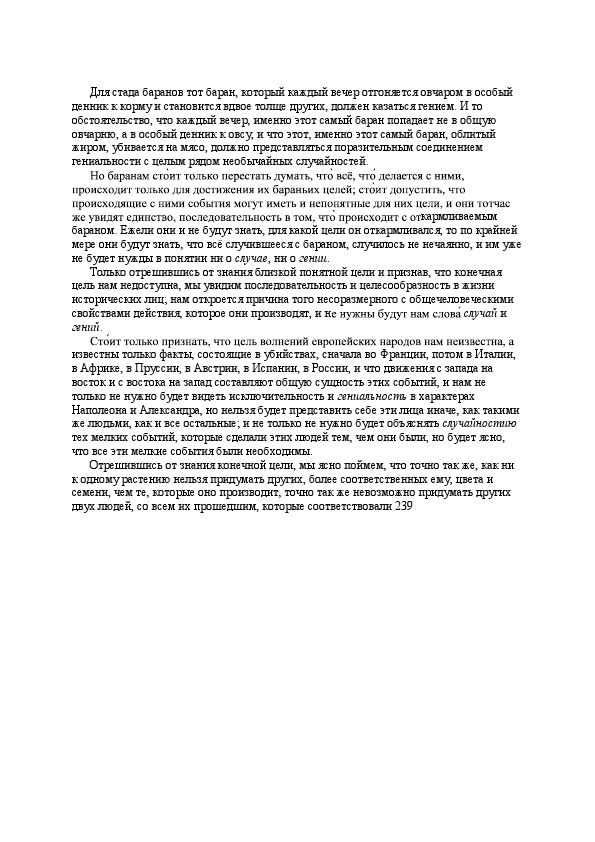 Для стада баранов тот баран, который каждый вечер отгоняется овчаром в особый
денник к корму и становится вдвое толще других, должен казаться гением. И то
обстоятельство, что каждый вечер, именно этот самый баран попадает не в общую
овчарню, а в особый денник к овсу, и что этот, именно этот самый баран, облитый
жиром, убивается на мясо, должно представляться поразительным соединением
гениальности с целым рядом необычайных случайностей.
Но баранам сто́ит только перестать думать, что̀ всё, что́ делается с ними,
происходит только для достижения их бараньих целей; сто́ит допустить, что
происходящие с ними события могут иметь и непонятные для них цели, и они тотчас
же увидят единство, последовательность в том, что̀ происходит с откармливаемым
бараном. Ежели они и не будут знать, для какой цели он откармливался, то по крайней
мере они будут знать, что всё случившееся с бараном, случилось не нечаянно, и им уже
не будет нужды в понятии ни о случае, ни о гении.
Только отрешившись от знания близкой понятной цели и признав, что конечная
цель нам недоступна, мы увидим последовательность и целесообразность в жизни
исторических лиц; нам откроется причина того несоразмерного с общечеловеческими
свойствами действия, которое они производят, и не нужны будут нам слова́ случай и
гений.
Сто́ит только признать, что цель волнений европейских народов нам неизвестна, а
известны только факты, состоящие в убийствах, сначала во Франции, потом в Италии,
в Африке, в Пруссии, в Австрии, в Испании, в России, и что движения с запада на
восток и с востока на запад составляют общую сущность этих событий, и нам не
только не нужно будет видеть исключительность и гениальность в характерах
Наполеона и Александра, но нельзя будет представить себе эти лица иначе, как такими
же людьми, как и все остальные; и не только не нужно будет объяснять случайностию
тех мелких событий, которые сделали этих людей тем, чем они были, но будет ясно,
что все эти мелкие события были необходимы.
Отрешившись от знания конечной цели, мы ясно поймем, что точно так же, как ни
к одному растению нельзя придумать других, более соответственных ему, цвета и
семени, чем те, которые оно производит, точно так же невозможно придумать других
двух людей, со всем их прошедшим, которые соответствовали 239